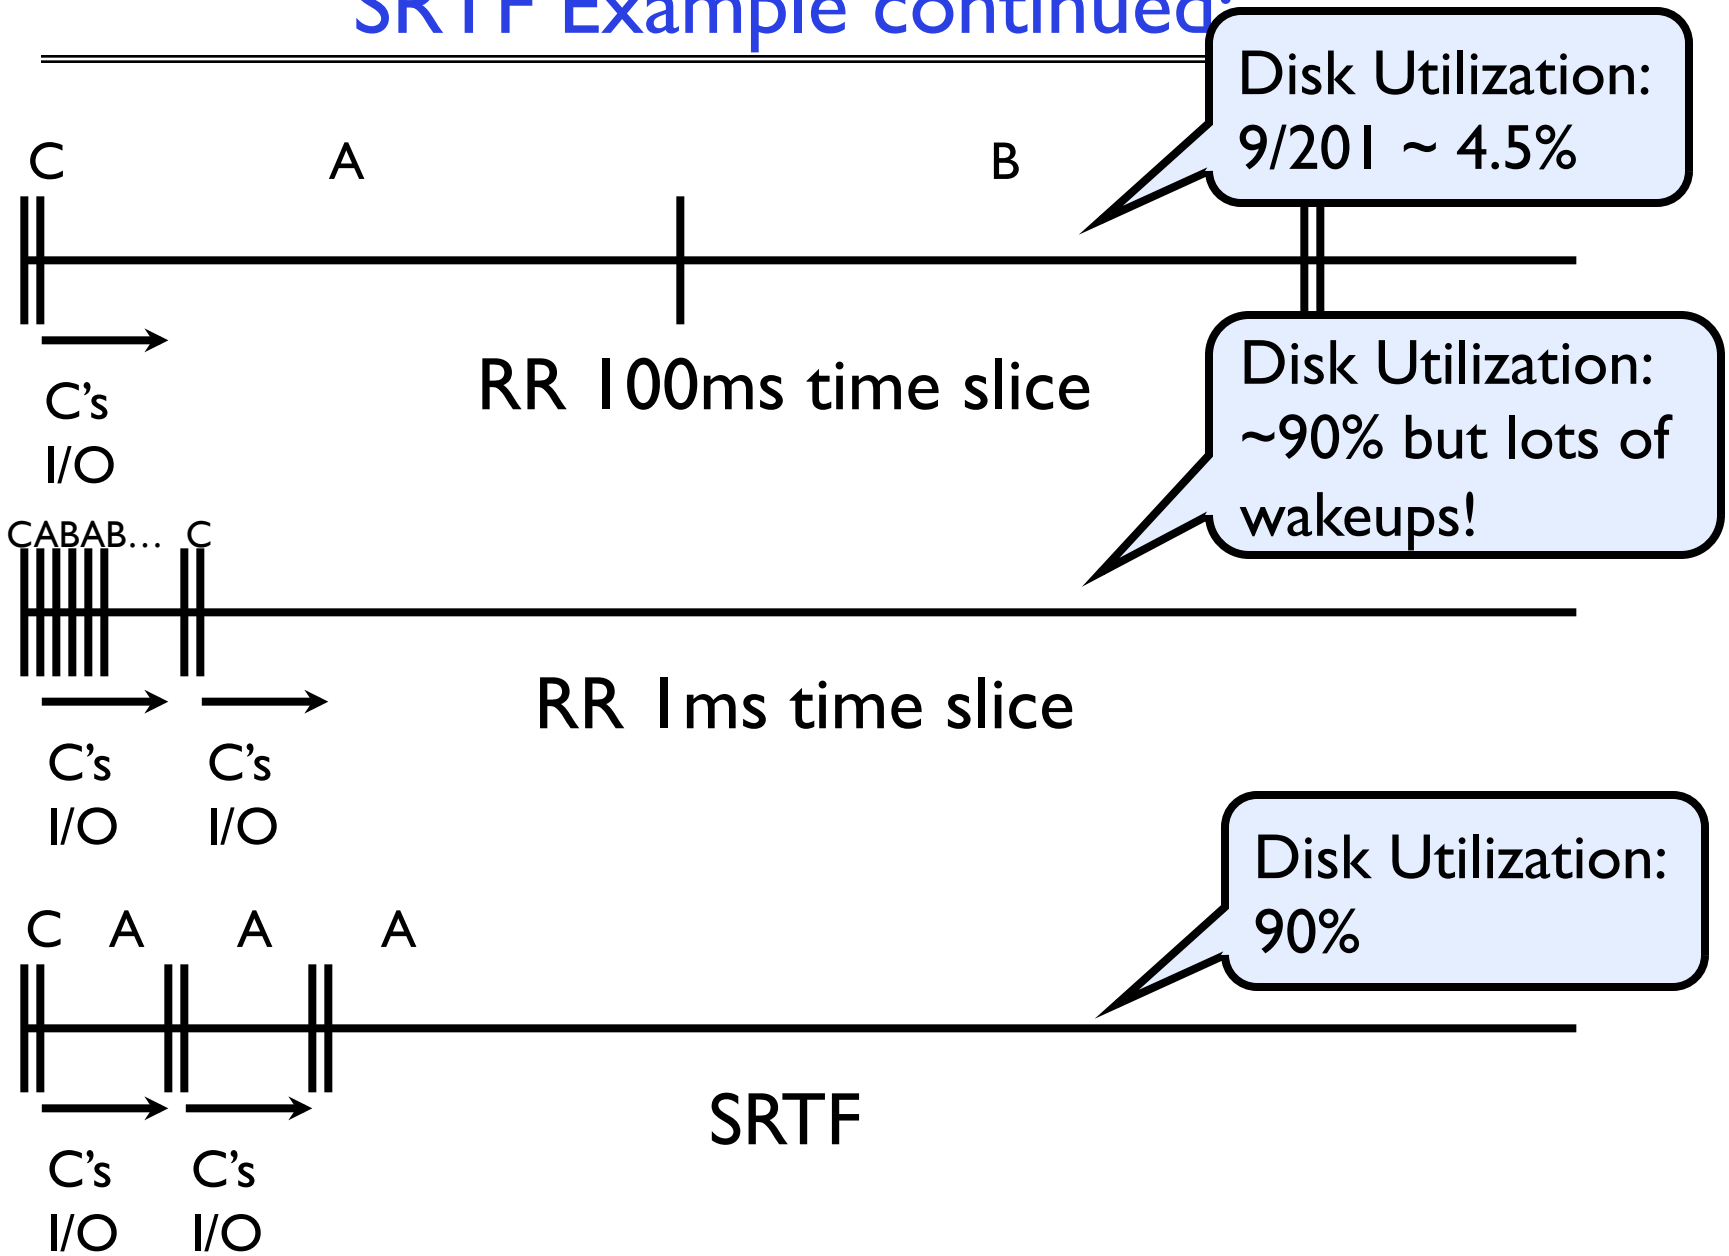 SRTF Example continued:
Disk Utilization:
9/201 ~ 4.5%
C A B
C's
I/O
RR 100ms time slice
Disk Utilization:
~90% but lots of
wakeups!
CABAB… C
C's
I/O
C's
I/O
RR 1ms time slice
Disk Utilization:
90%
C A A A
C's
I/O
C's
I/O
SRTF